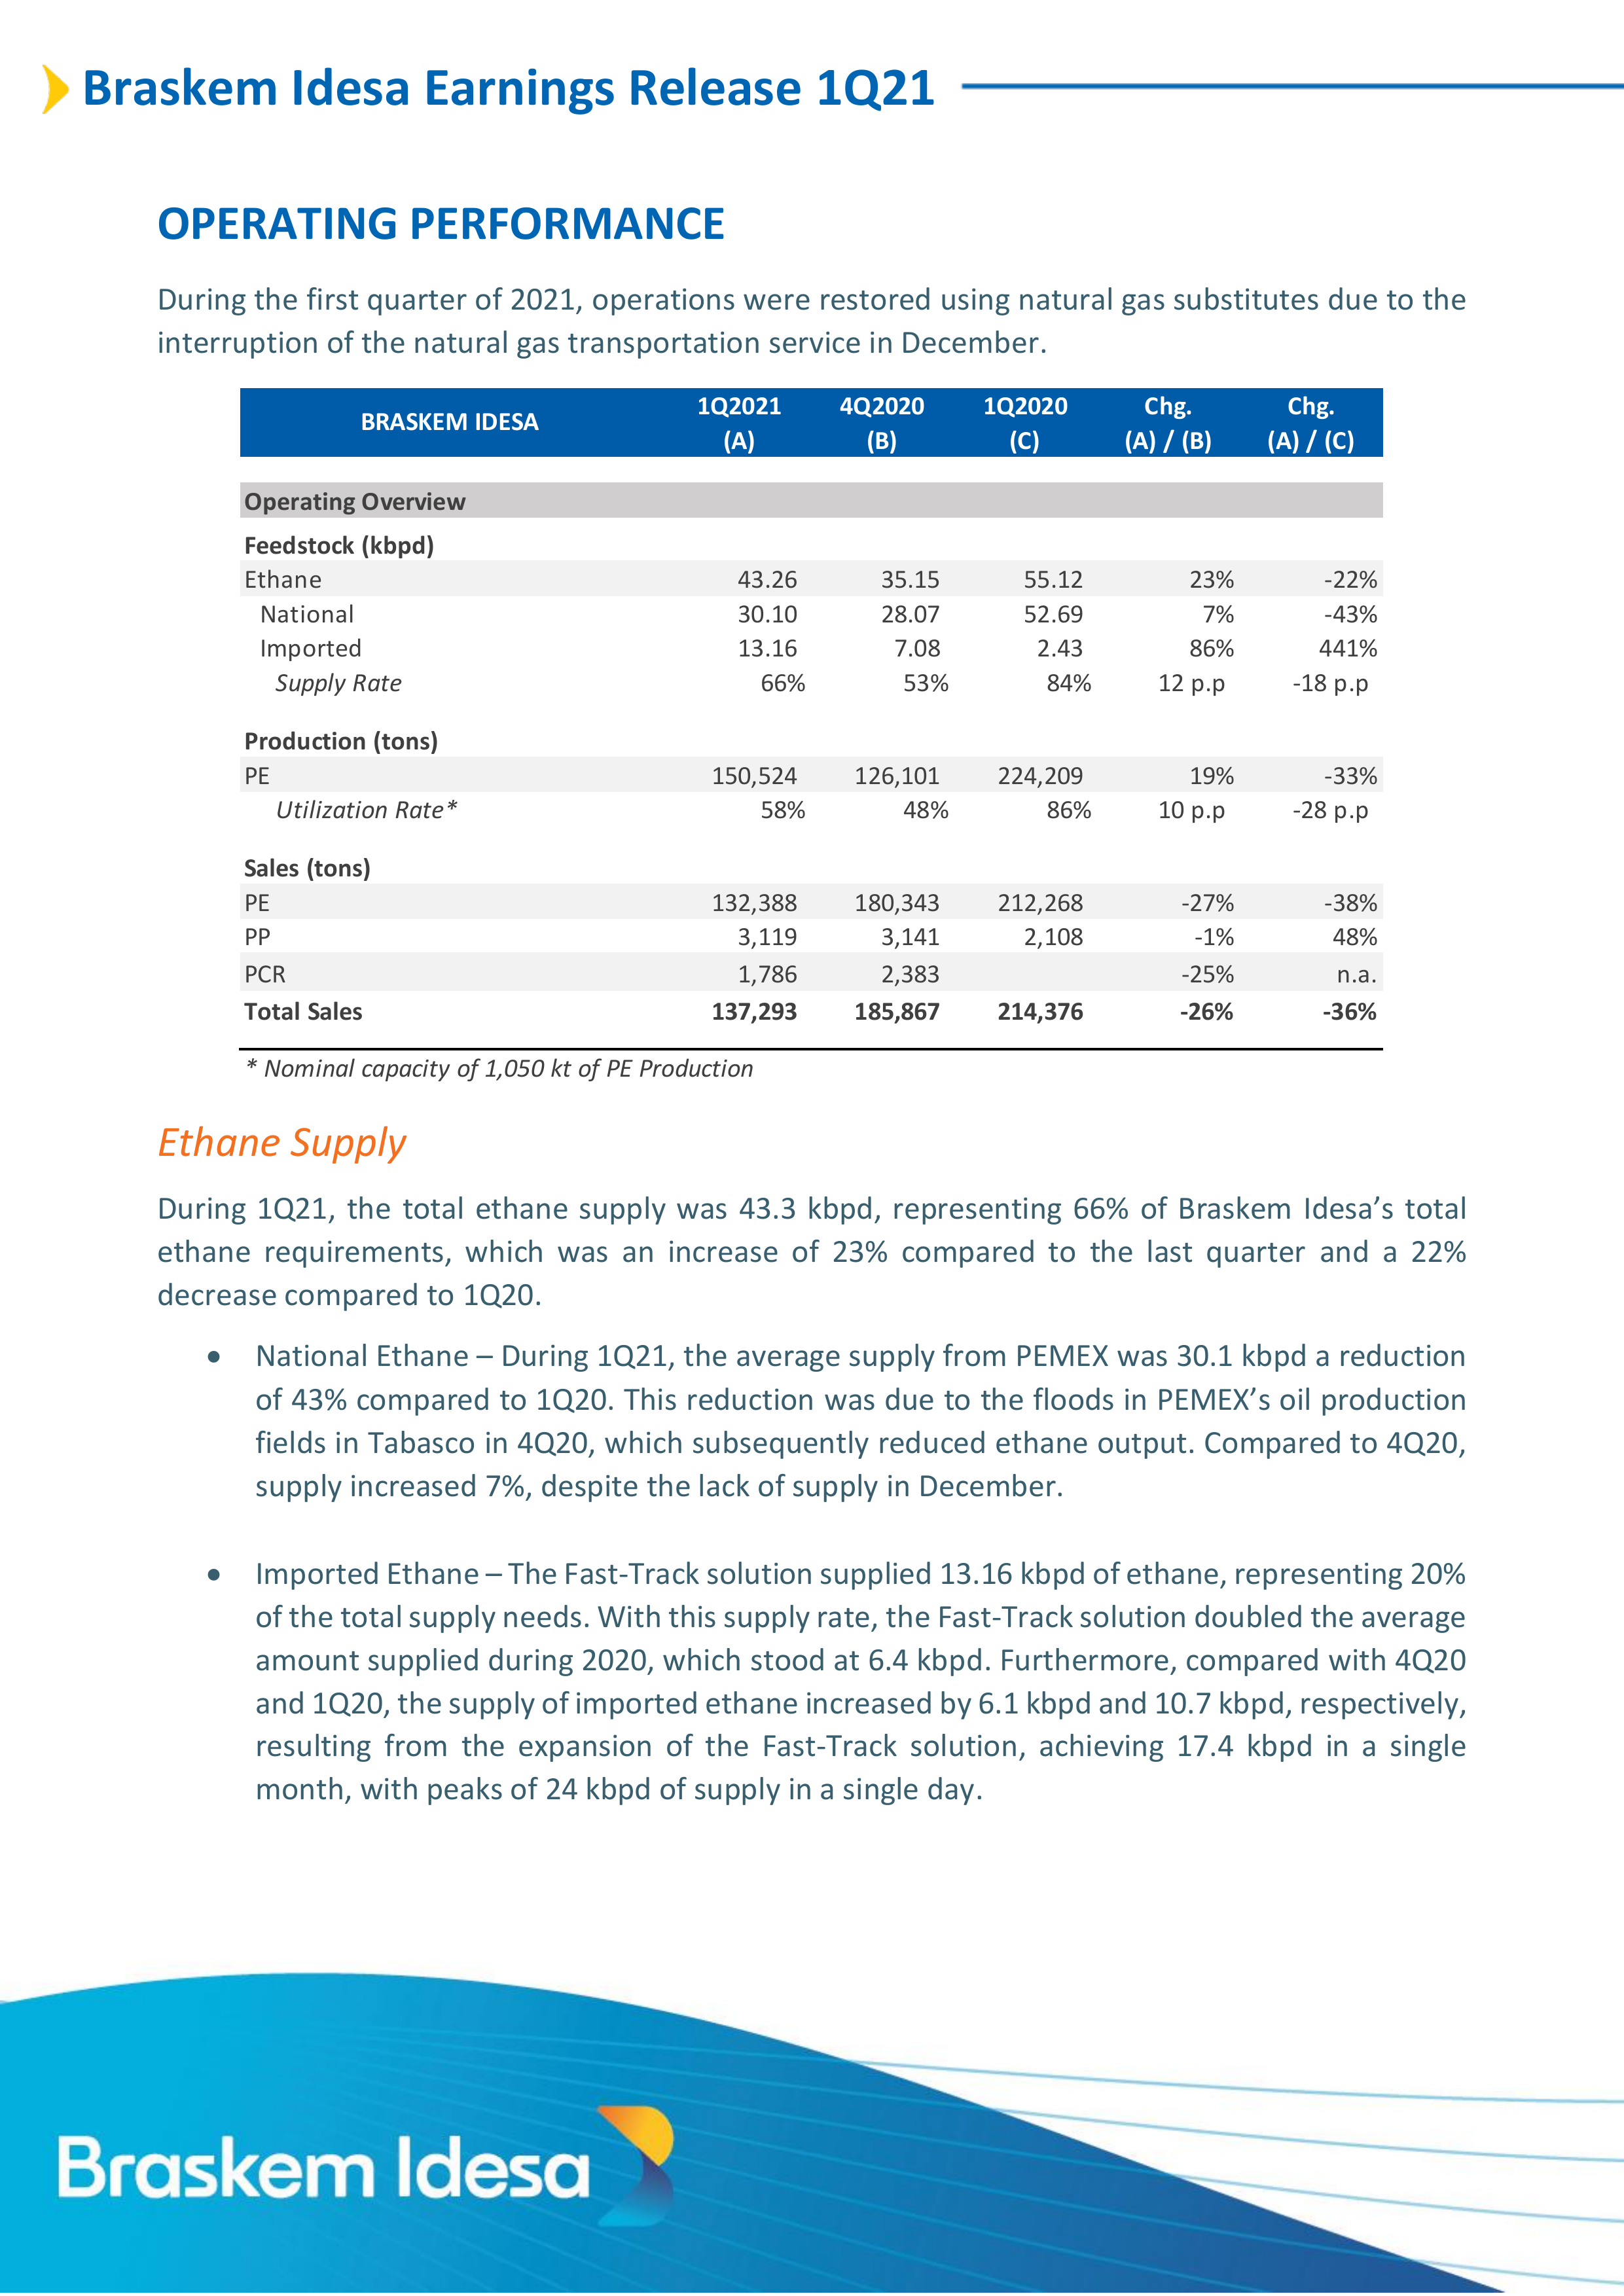 Braskem Idesa Earnings Release 1Q21
OPERATING PERFORMANCE
During the first quarter of 2021, operations were restored using natural gas substitutes due to the
interruption of the natural gas transportation service in December.
BRASKEM IDESA 1Q2021 (A) 4Q2020 (B) 1Q2020 (C) Chg. (A) / (B) Chg. (A) / (C)
Operating Overview
Feedstock (kbpd)
Ethane 43.26 35.15 55.12 23% -22%
National 30.10 28.07 52.69 7% -43%
Imported 13.16 7.08 2.43 86% 441%
Supply Rate 66% 53% 84% 12 p.p -18 p.p
Production (tons)
PE 150,524 126,101 224,209 19% -33%
Utilization Rate* 58% 48% 86% 10 p.p -28 p.p
Sales (tons)
PE 132,388 180,343 212,268 -27% -38%
PP 3,119 3,141 2,108 -1% 48%
PCR 1,786 2,383 -25% n.a.
Total Sales 137,293 185,867 214,376 -26% -36%
* Nominal capacity of 1,050 kt of PE Production
Ethane Supply
During 1Q21, the total ethane supply was 43.3 kbpd, representing 66% of Braskem Idesa’s total
ethane requirements, which was an increase of 23% compared to the last quarter and a 22%
decrease compared to 1Q20.
• National Ethane – During 1Q21, the average supply from PEMEX was 30.1 kbpd a reduction
of 43% compared to 1Q20. This reduction was due to the floods in PEMEX’s oil production
fields in Tabasco in 4Q20, which subsequently reduced ethane output. Compared to 4Q20,
supply increased 7%, despite the lack of supply in December.
• Imported Ethane – The Fast-Track solution supplied 13.16 kbpd of ethane, representing 20%
of the total supply needs. With this supply rate, the Fast-Track solution doubled the average
amount supplied during 2020, which stood at 6.4 kbpd. Furthermore, compared with 4Q20
and 1Q20, the supply of imported ethane increased by 6.1 kbpd and 10.7 kbpd, respectively,
resulting from the expansion of the Fast-Track solution, achieving 17.4 kbpd in a single
month, with peaks of 24 kbpd of supply in a single day.
Braskem Idesa